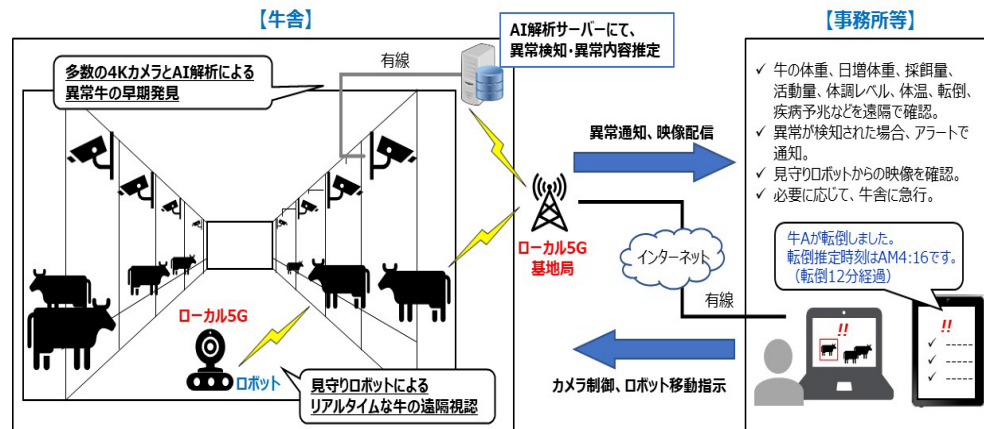 【牛舎】
多数の4KカメラとAI解析による
異常牛の早期発見
有線
AI解析サーバーにて、
異常検知・異常内容推定
ローカル5G
基地局
ローカル5G
ロボット
見守りロボットによる
リアルタイムな牛の遠隔視認
異常通知、映像配信
インターネット
有線
カメラ制御、ロボット移動指示
【事務所等】
✓ 牛の体重、日増体重、採餌量、
活動量、体調レベル、体温、転倒、
疾病予兆などを遠隔で確認。
✓ 異常が検知された場合、アラートで
通知。
✓ 見守りロボットからの映像を確認。
✓ 必要に応じて、牛舎に急行。
牛Aが転倒しました。
転倒推定時刻はAM4:16です。
（転倒12分経過）
!!
!!
✓ -----
✓ -----
✓ -----